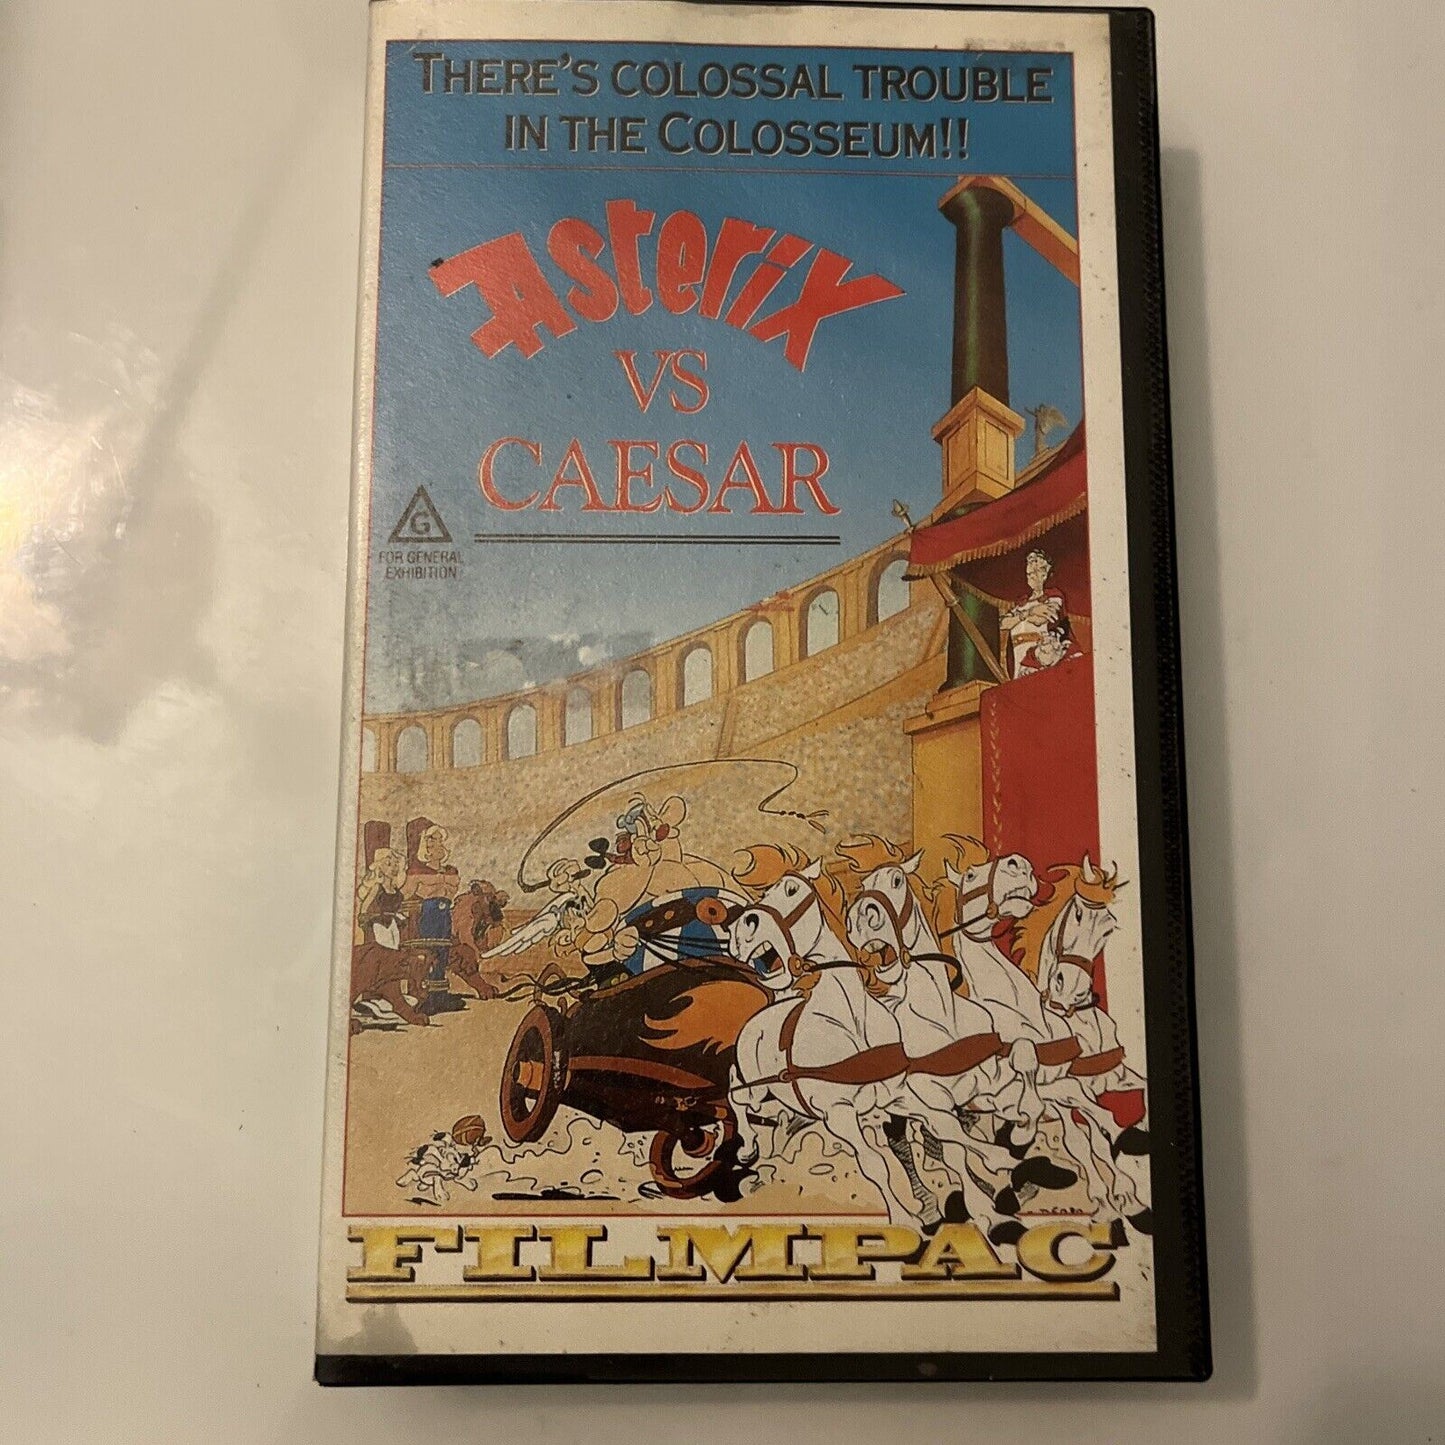 THERE'S COLOSSAL TROUBLE
IN THE COLOSSEUM!!
Asterix
VS
CAESAR
G
FOR GENERAL
EXHIBITION
FILMPAC